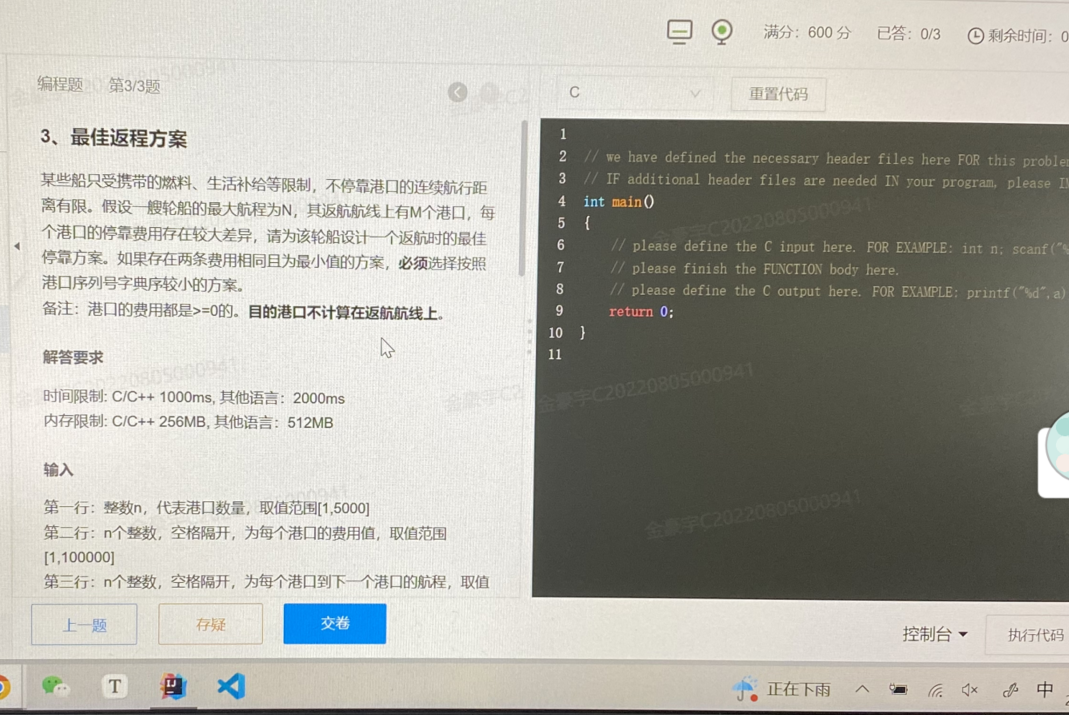 满分：600 分 已答：0/3 剩余时间：0
编程题 第3/3题
C 重置代码
3、最佳返程方案
某些船只受携带的燃料、生活补给等限制，不停靠港口的连续航行距
离有限。假设一艘轮船的最大航程为N，其返航航线上有M个港口，每
个港口的停靠费用存在较大差异，请为该轮船设计一个返航时的最佳
停靠方案。如果存在两条费用相同且为最小值的方案，必须选择按照
港口序列号字典序较小的方案。
备注：港口的费用都是>=0的。目的港口不计算在返航航线上。
解答要求
时间限制: C/C++ 1000ms, 其他语言：2000ms
内存限制: C/C++ 256MB, 其他语言：512MB
输入
第一行：整数n，代表港口数量，取值范围[1,5000]
第二行：n个整数，空格隔开，为每个港口的费用值，取值范围
[1,100000]
第三行：n个整数，空格隔开，为每个港口到下一个港口的航程，取值
上一题 存疑 交卷
1
2 // we have defined the necessary header files here FOR this proble
3 // IF additional header files are needed IN your program, please I
4 int main()
5 {
6 // please define the C input here. FOR EXAMPLE: int n; scanf("%
7 // please finish the FUNCTION body here.
8 // please define the C output here. FOR EXAMPLE: printf("%d",a)
9 return 0;
10 }
11
金豪宇C20220805000941
控制台 执行代码
T IJ 正在下雨 中